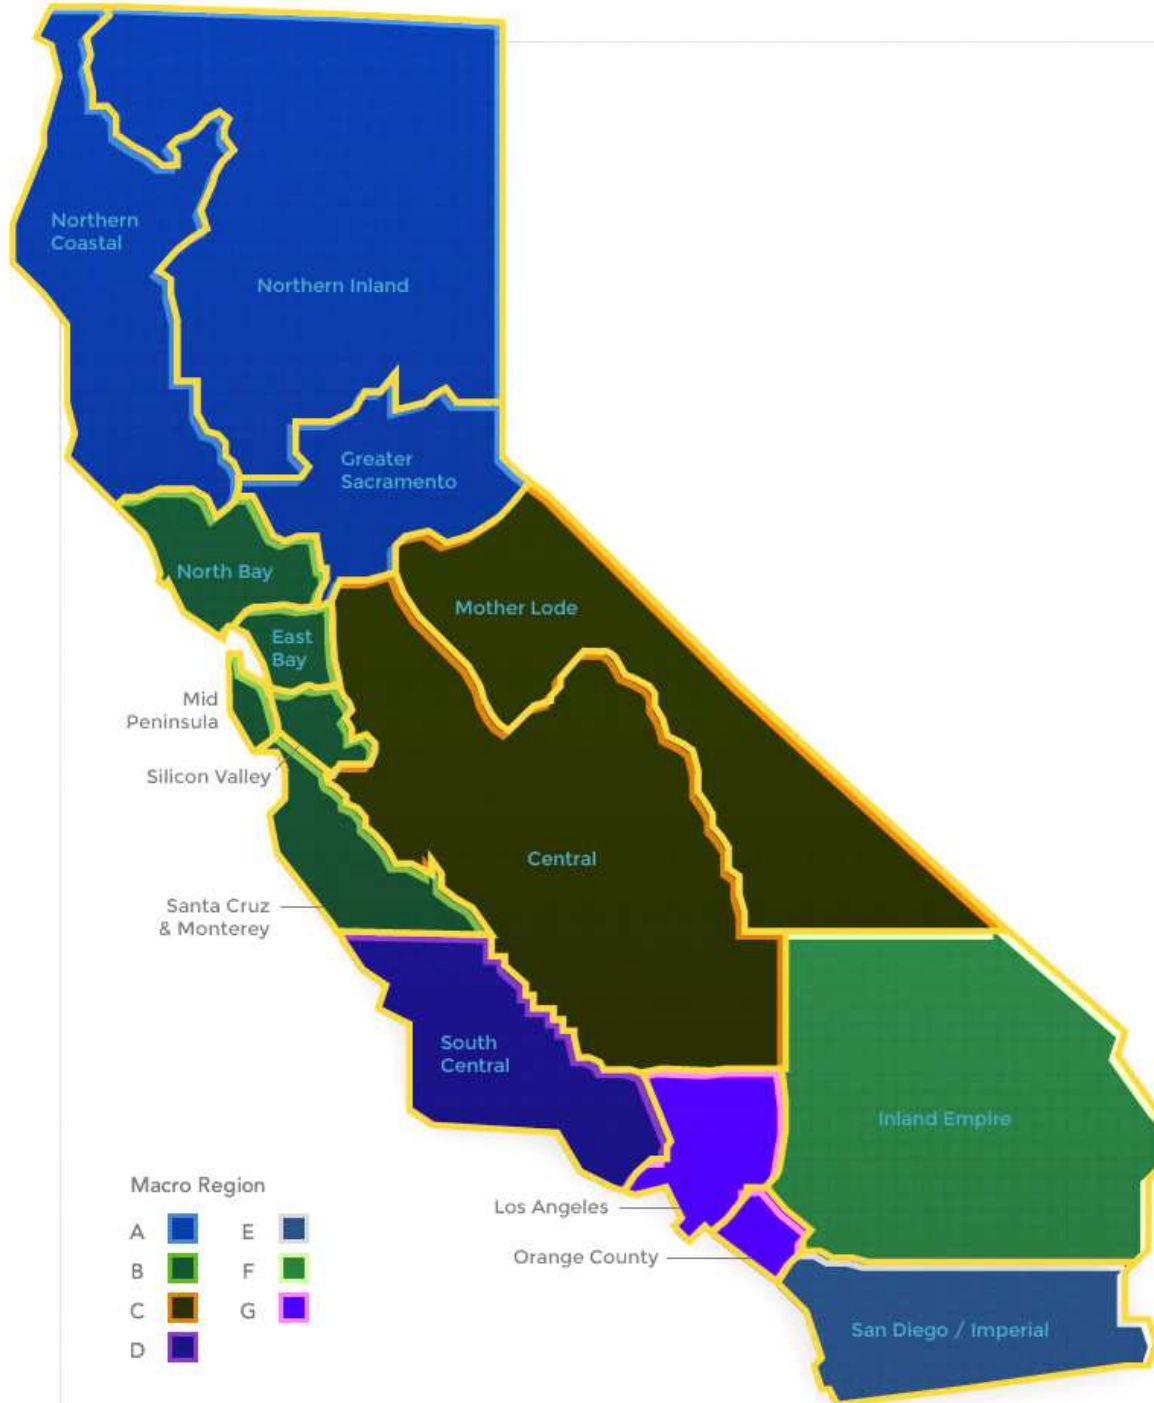 Northern
Coastal
Northern Inland
Greater
Sacramento
North Bay
Mother Lode
East
Bay
Mid
Peninsula
Silicon Valley
Central
Santa Cruz
& Monterey
South
Central
Inland Empire
Los Angeles
Orange County
San Diego / Imperial
Macro Region
A E
B F
C G
D